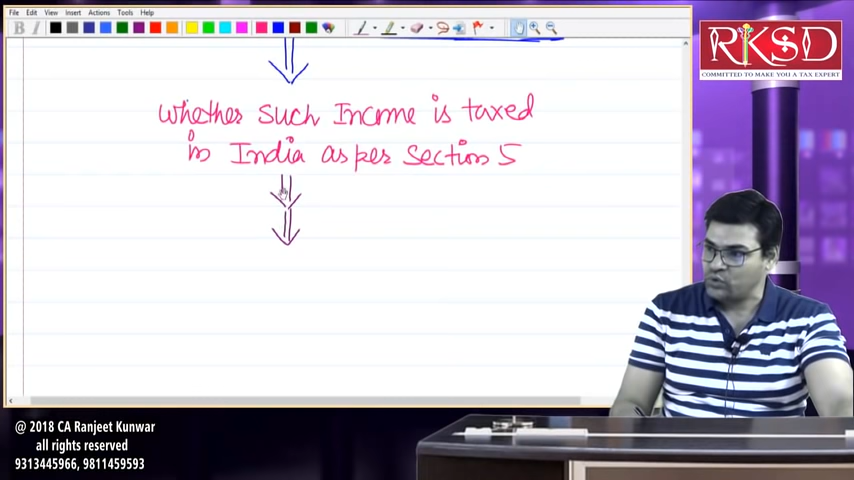 File Edit View Insert Actions Tools Help
B I
whether such Income is taxed
in India as per section 5
RKSD
COMMITTED TO MAKE YOU A TAX EXPERT
@ 2018 CA Ranjeet Kunwar
all rights reserved
9313445966, 9811459593